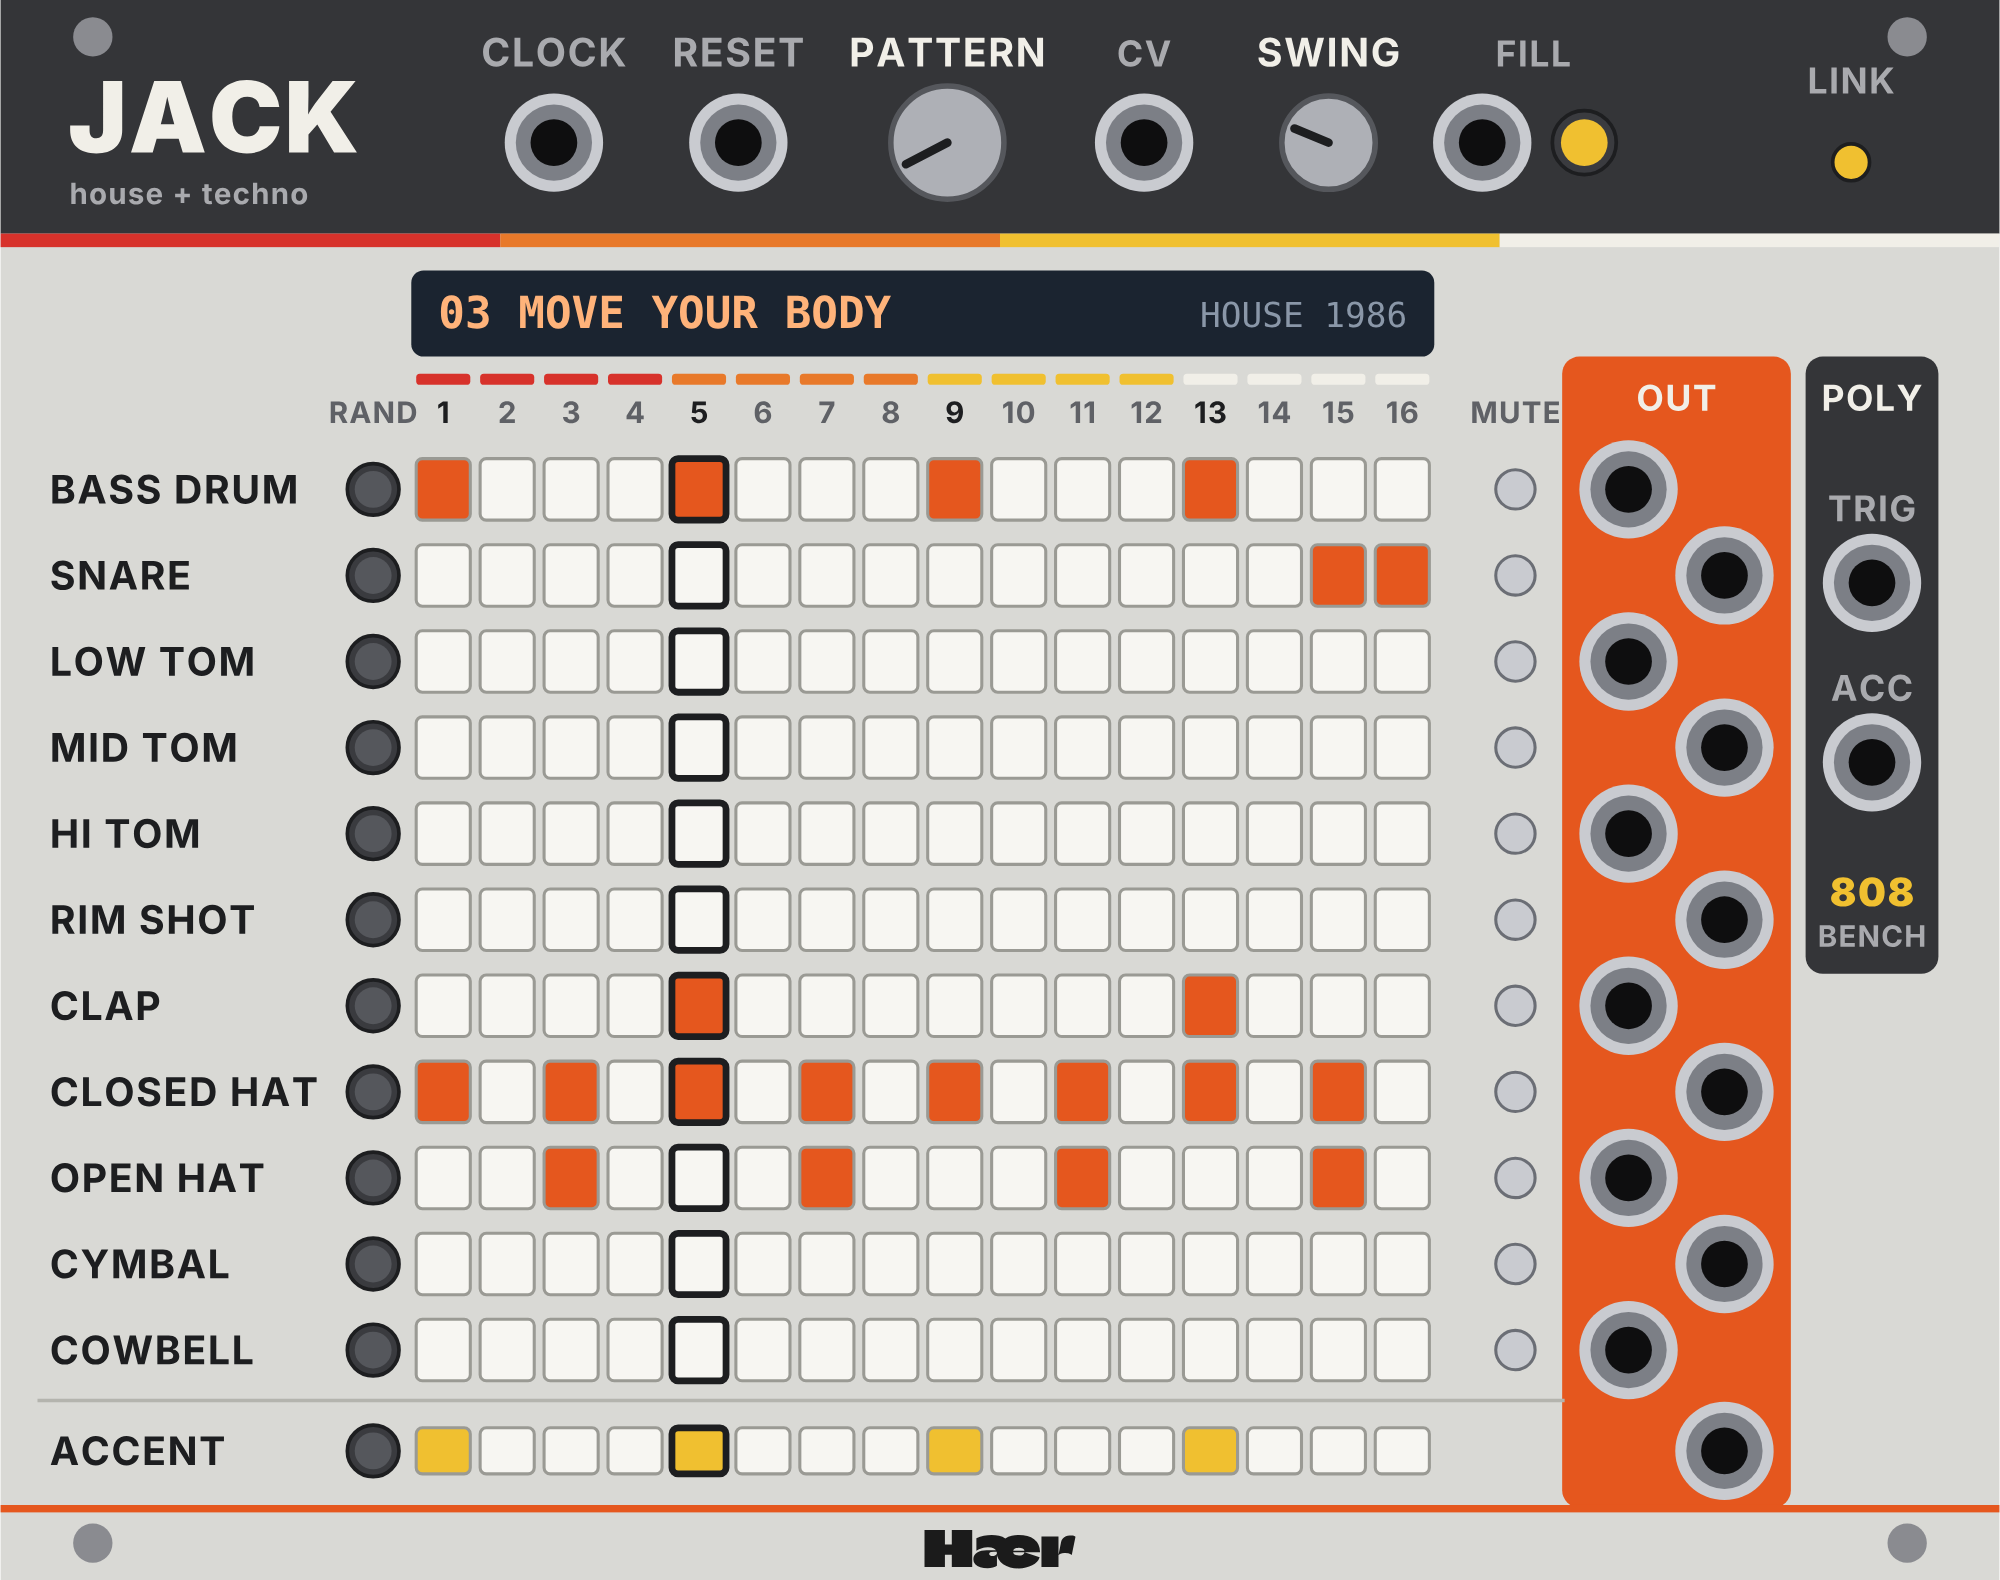 CLOCK RESET PATTERN CV SWING FILL
LINK
JACK
house + techno
03 MOVE YOUR BODY HOUSE 1986
RAND 1 2 3 4 5 6 7 8 9 10 11 12 13 14 15 16 MUTE OUT POLY
BASS DRUM
TRIG
SNARE
LOW TOM
ACC
MID TOM
HI TOM
808
RIM SHOT
BENCH
CLAP
CLOSED HAT
OPEN HAT
CYMBAL
COWBELL
ACCENT
Hær